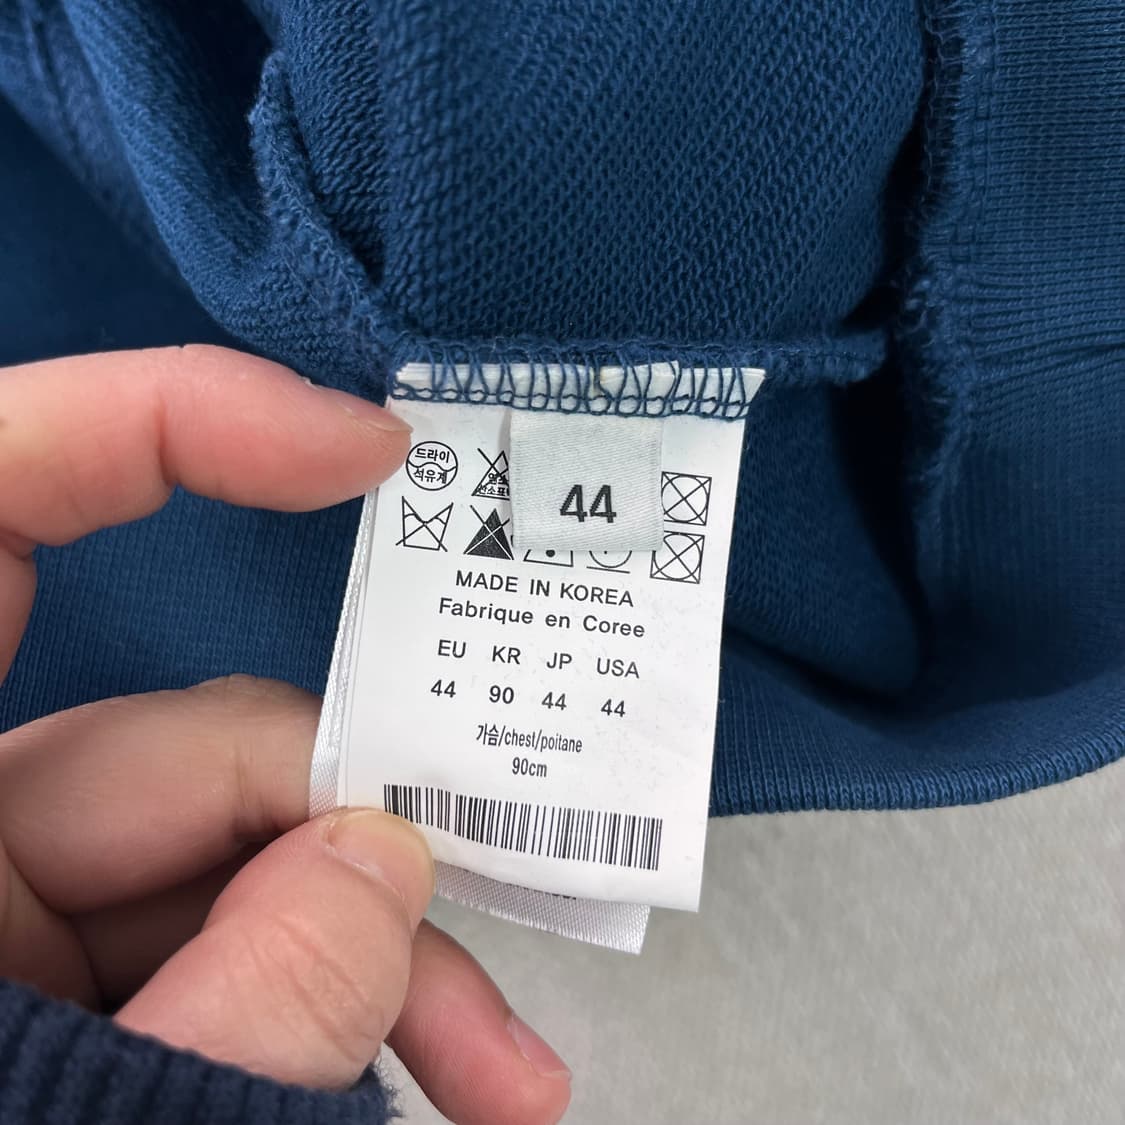 드라이
석유계
44
MADE IN KOREA
Fabrique en Coree
EU KR JP USA
44 90 44 44
가슴/chest/poitane
90cm